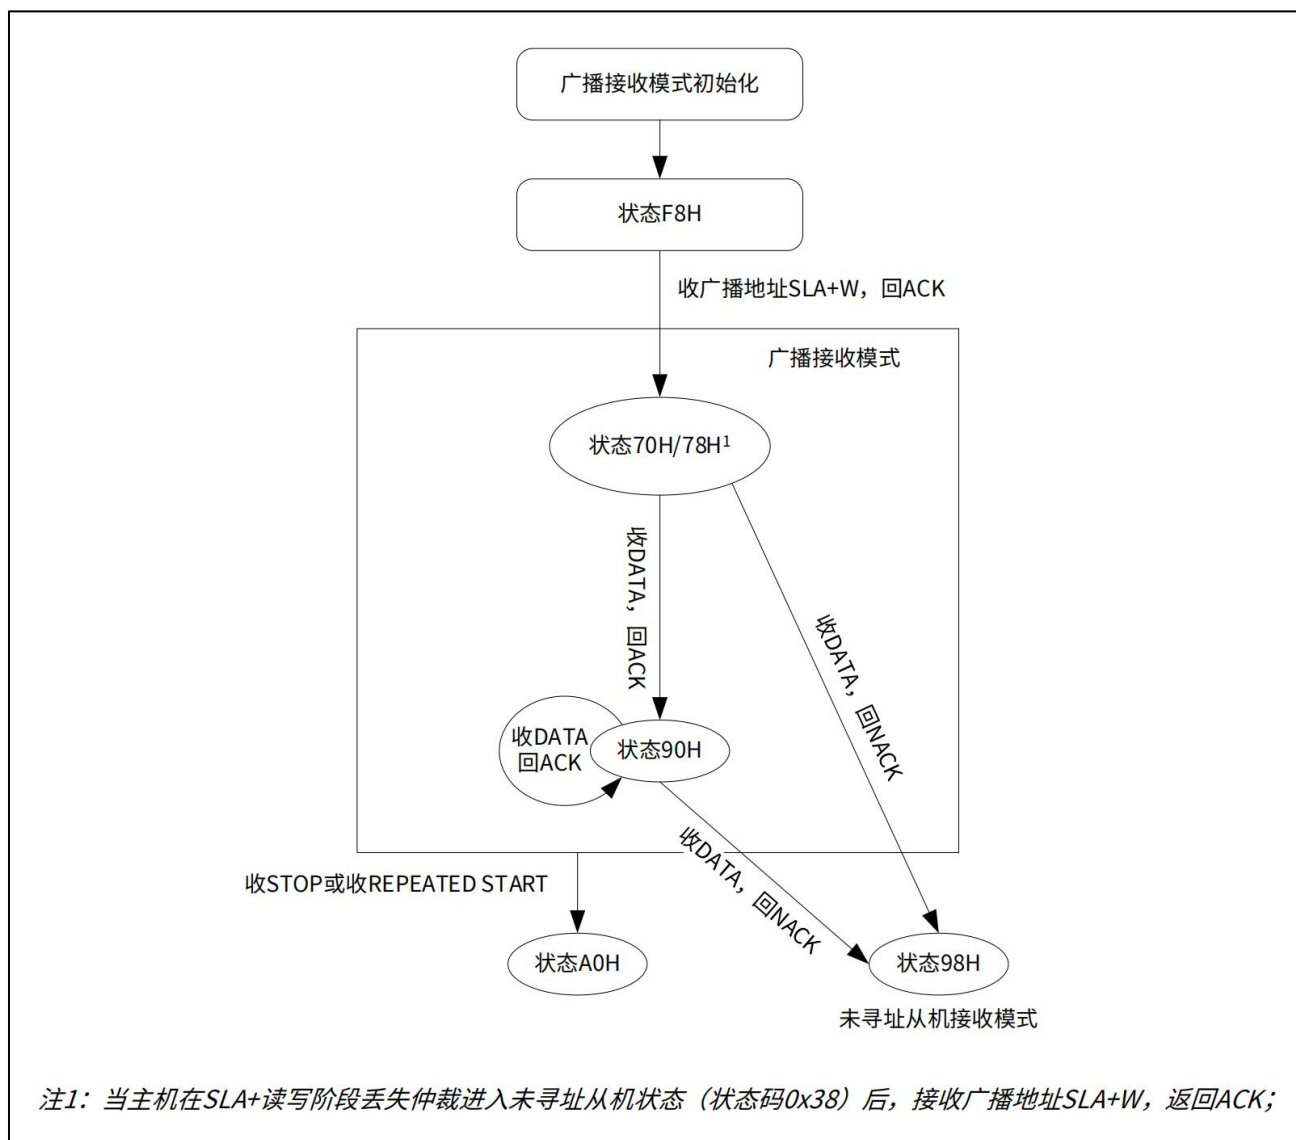 广播接收模式初始化
状态F8H
收广播地址SLA+W，回ACK
广播接收模式
状态70H/78H¹
收DATA，回ACK
收DATA，回NACK
收DATA
回ACK
状态90H
收DATA，回NACK
收STOP或收REPEATED START
状态A0H
状态98H
未寻址从机接收模式
注1：当主机在SLA+读写阶段丢失仲裁进入未寻址从机状态（状态码0x38）后，接收广播地址SLA+W，返回ACK；